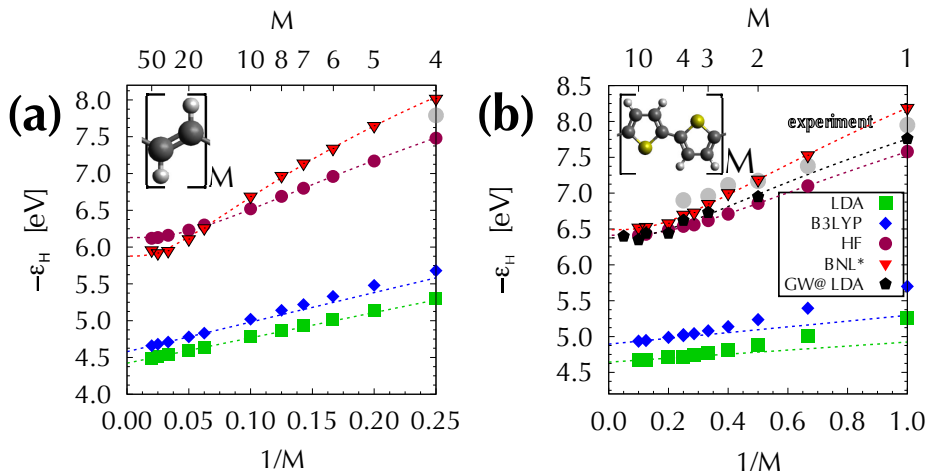 M
50 20 10 8 7 6 5 4
(a)
8.0
7.5
7.0
6.5
6.0
5.5
5.0
4.5
4.0
−εH [eV]
M
0.00 0.05 0.10 0.15 0.20 0.25
1/M
M
10 4 3 2 1
(b)
8.5
8.0
7.5
7.0
6.5
6.0
5.5
5.0
4.5
−εH [eV]
M
experiment
LDA
B3LYP
HF
BNL*
GW@ LDA
0.0 0.2 0.4 0.6 0.8 1.0
1/M